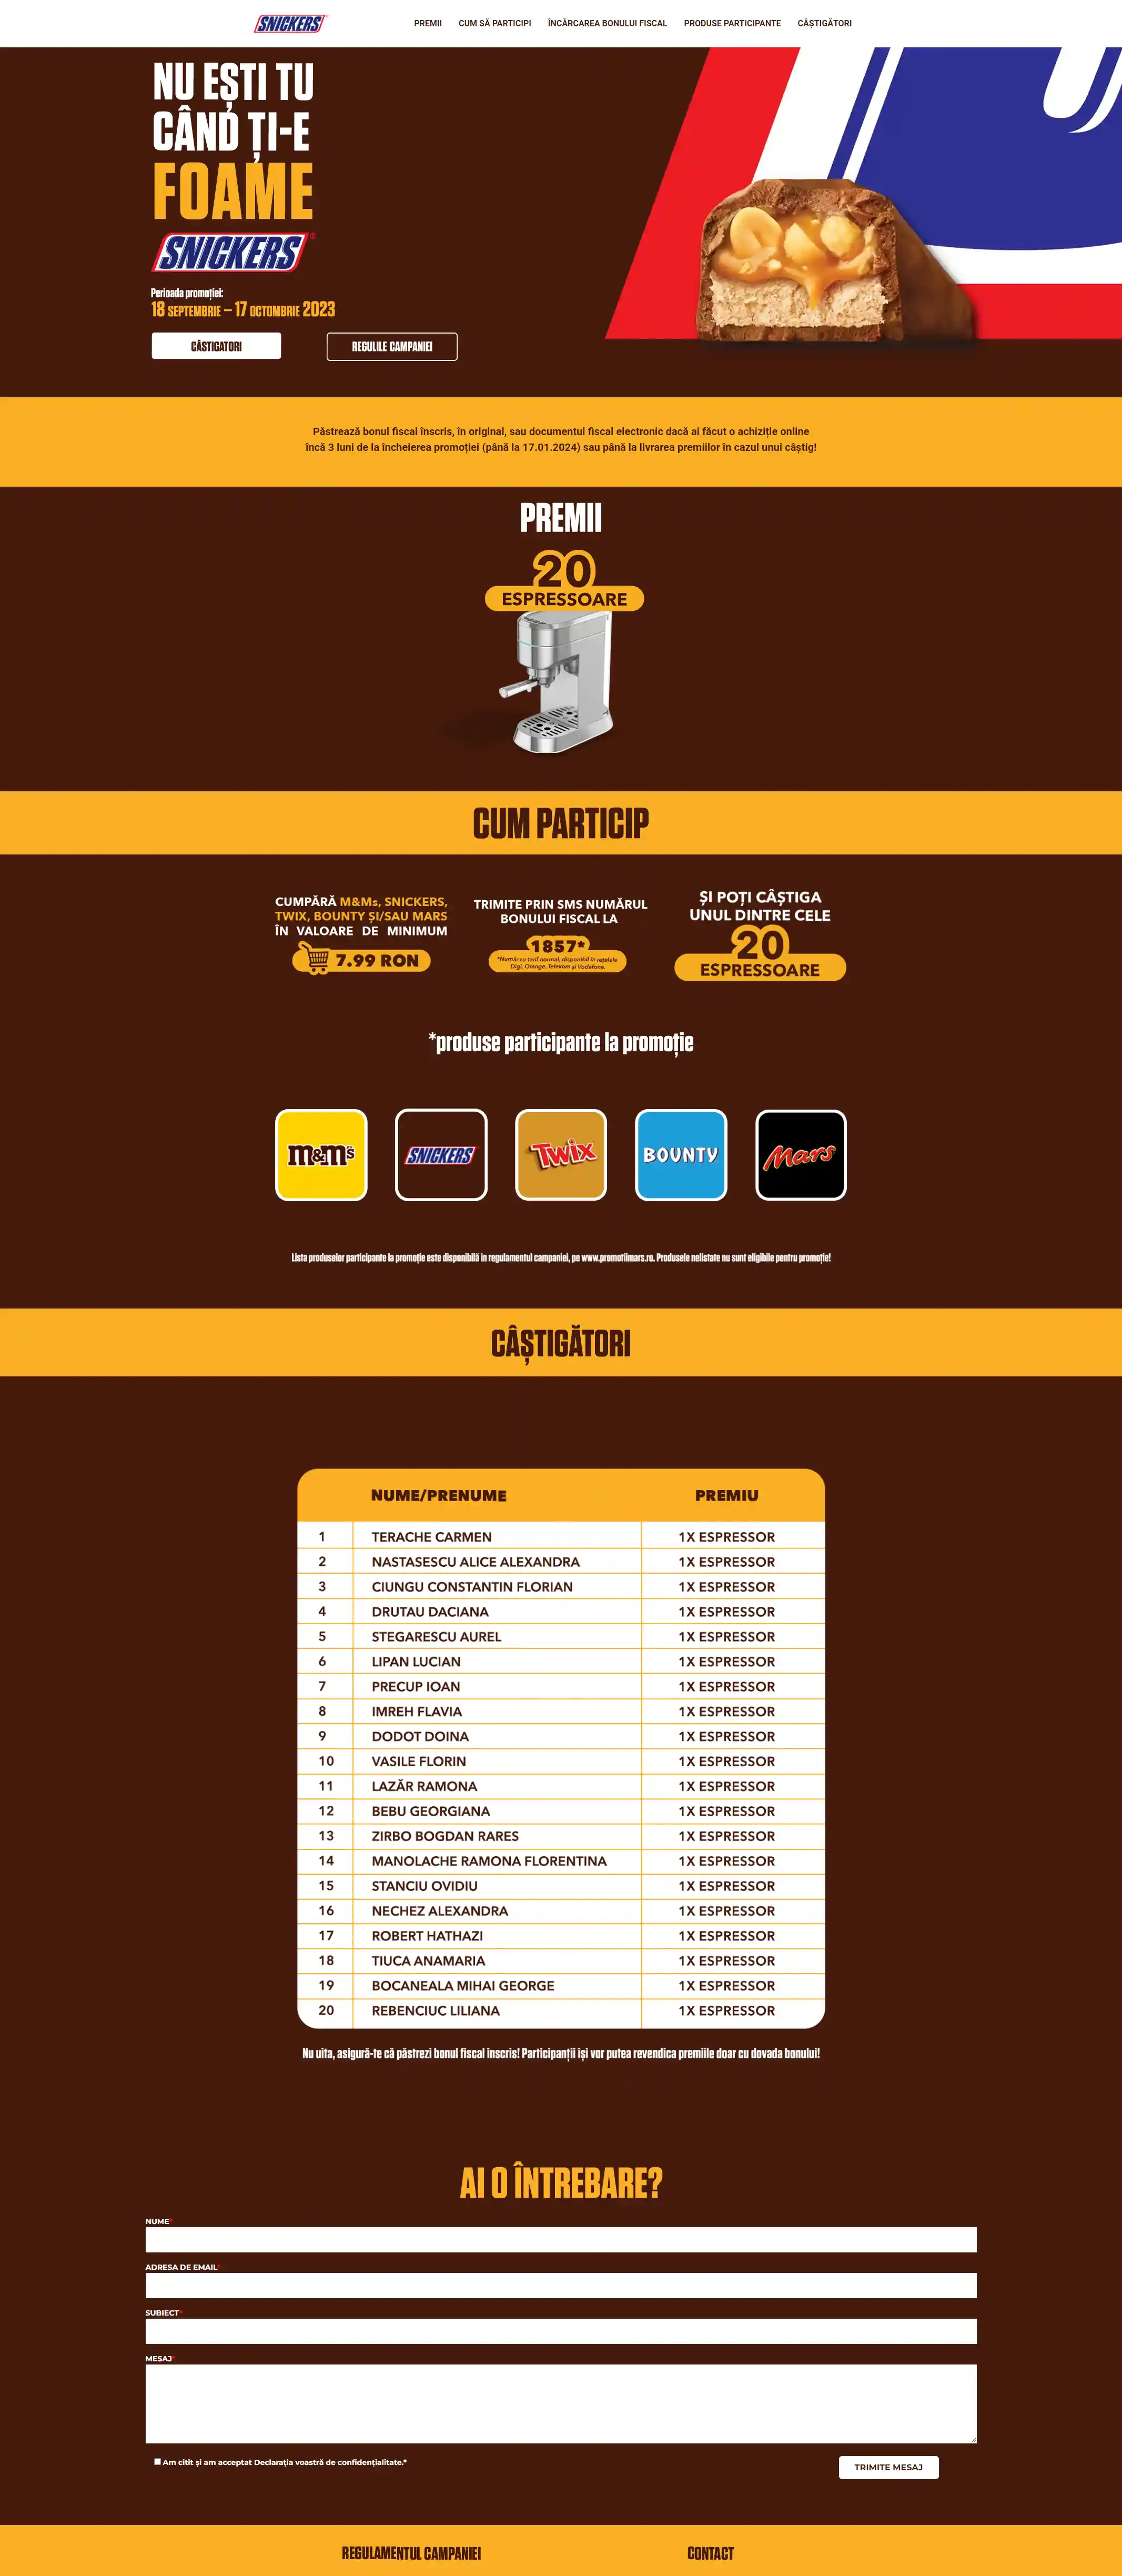 SNICKERS®
PREMII
CUM SĂ PARTICIPI
ÎNCĂRCAREA BONULUI FISCAL
PRODUSE PARTICIPANTE
CÂȘTIGĂTORI
NU EȘTI TU
CÂND ȚI-E
FOAME
SNICKERS®
Perioada promoției:
18 SEPTEMBRIE – 17 OCTOMBRIE 2023
CÂSTIGATORI
REGULILE CAMPANIEI
Păstrează bonul fiscal înscris, în original, sau documentul fiscal electronic dacă ai făcut o achiziție online
încă 3 luni de la încheierea promoției (până la 17.01.2024) sau până la livrarea premiilor în cazul unui câștig!
PREMII
20
ESPRESSOARE
CUM PARTICIP
CUMPĂRĂ M&Ms, SNICKERS,
TWIX, BOUNTY ȘI/SAU MARS
ÎN VALOARE DE MINIMUM
7.99 RON
TRIMITE PRIN SMS NUMĂRUL
BONULUI FISCAL LA
1857*
*Număr cu tarif normal, disponibil în rețelele
Digi, Orange, Telekom și Vodafone.
ȘI POȚI CÂȘTIGA
UNUL DINTRE CELE
20
ESPRESSOARE
*produse participante la promoție
m&m's
SNICKERS
TWIX
BOUNTY
Mars
Lista produselor participante la promoție este disponibilă în regulamentul campaniei, pe www.promotiimars.ro. Produsele nelistate nu sunt eligibile pentru promoție!
CÂȘTIGĂTORI
NUME/PRENUME PREMIU
1 TERACHE CARMEN 1X ESPRESSOR
2 NASTASESCU ALICE ALEXANDRA 1X ESPRESSOR
3 CIUNGU CONSTANTIN FLORIAN 1X ESPRESSOR
4 DRUTAU DACIANA 1X ESPRESSOR
5 STEGARESCU AUREL 1X ESPRESSOR
6 LIPAN LUCIAN 1X ESPRESSOR
7 PRECUP IOAN 1X ESPRESSOR
8 IMREH FLAVIA 1X ESPRESSOR
9 DODOT DOINA 1X ESPRESSOR
10 VASILE FLORIN 1X ESPRESSOR
11 LAZĂR RAMONA 1X ESPRESSOR
12 BEBU GEORGIANA 1X ESPRESSOR
13 ZIRBO BOGDAN RARES 1X ESPRESSOR
14 MANOLACHE RAMONA FLORENTINA 1X ESPRESSOR
15 STANCIU OVIDIU 1X ESPRESSOR
16 NECHEZ ALEXANDRA 1X ESPRESSOR
17 ROBERT HATHAZI 1X ESPRESSOR
18 TIUCA ANAMARIA 1X ESPRESSOR
19 BOCANEALA MIHAI GEORGE 1X ESPRESSOR
20 REBENCIUC LILIANA 1X ESPRESSOR
Nu uita, asigură-te că păstrezi bonul fiscal înscris! Participanții își vor putea revendica premiile doar cu dovada bonului!
AI O ÎNTREBARE?
NUME*
ADRESA DE EMAIL*
SUBIECT*
MESAJ*
Am citit și am acceptat Declarația voastră de confidențialitate.*
TRIMITE MESAJ
REGULAMENTUL CAMPANIEI
CONTACT